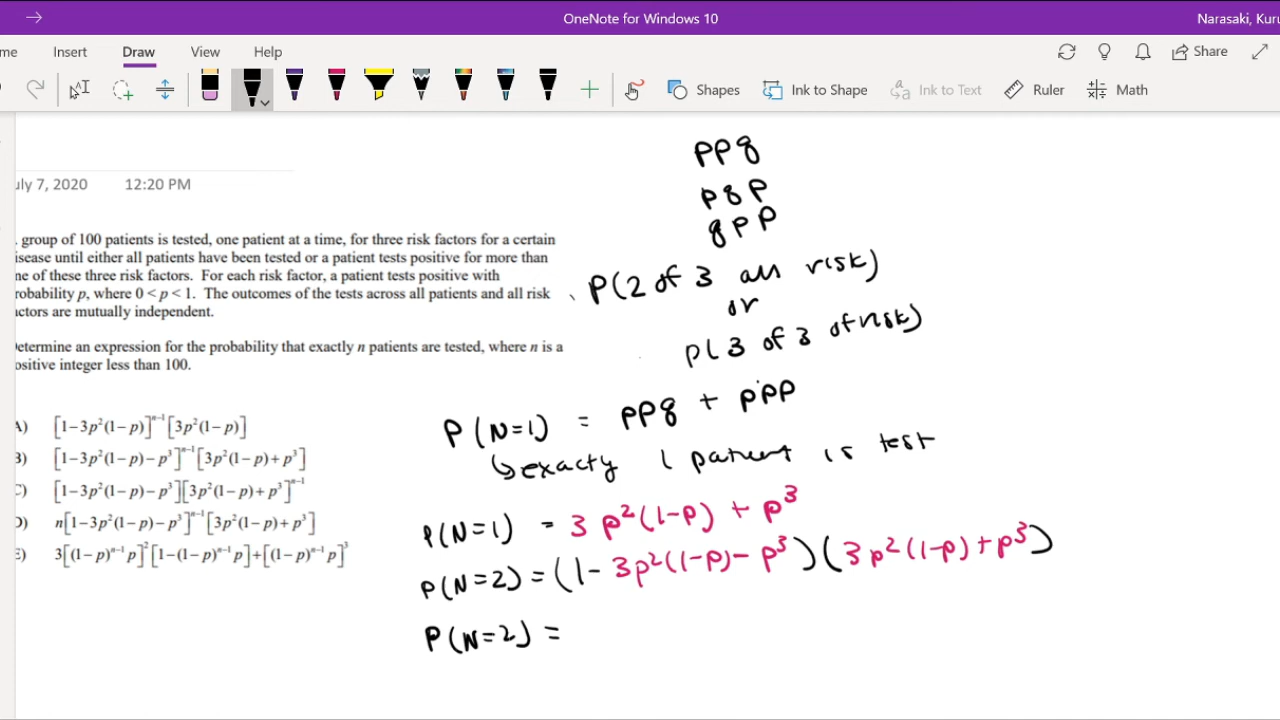 OneNote for Windows 10
Narasaki, Kuru
me Insert Draw View Help
Share
Shapes Ink to Shape Ink to Text Ruler Math
uly 7, 2020 12:20 PM
group of 100 patients is tested, one patient at a time, for three risk factors for a certain
isease until either all patients have been tested or a patient tests positive for more than
ne of these three risk factors. For each risk factor, a patient tests positive with
robability p, where 0 < p < 1. The outcomes of the tests across all patients and all risk
actors are mutually independent.
etermine an expression for the probability that exactly n patients are tested, where n is a
ositive integer less than 100.
A) [1−3p²(1−p)]ⁿ⁻¹[3p²(1−p)]
B) [1−3p²(1−p)−p³]ⁿ⁻¹[3p²(1−p)+p³]
C) [1−3p²(1−p)−p³][3p²(1−p)+p³]ⁿ⁻¹
D) n[1−3p²(1−p)−p³]ⁿ⁻¹[3p²(1−p)+p³]
E) 3[(1−p)ⁿ⁻¹p]²[1−(1−p)ⁿ⁻¹p]+[(1−p)ⁿ⁻¹p]³
ppq
pqp
qpp
P(2 of 3 all risk)
or
p(3 of 3 of risk)
P(N=1) = ppq + ppp
exacty 1 patient is test
P(N=1) = 3p²(1-p) + p³
P(N=2) = (1- 3p²(1-p)- p³)(3p²(1-p)+p³)
P(N=2) =